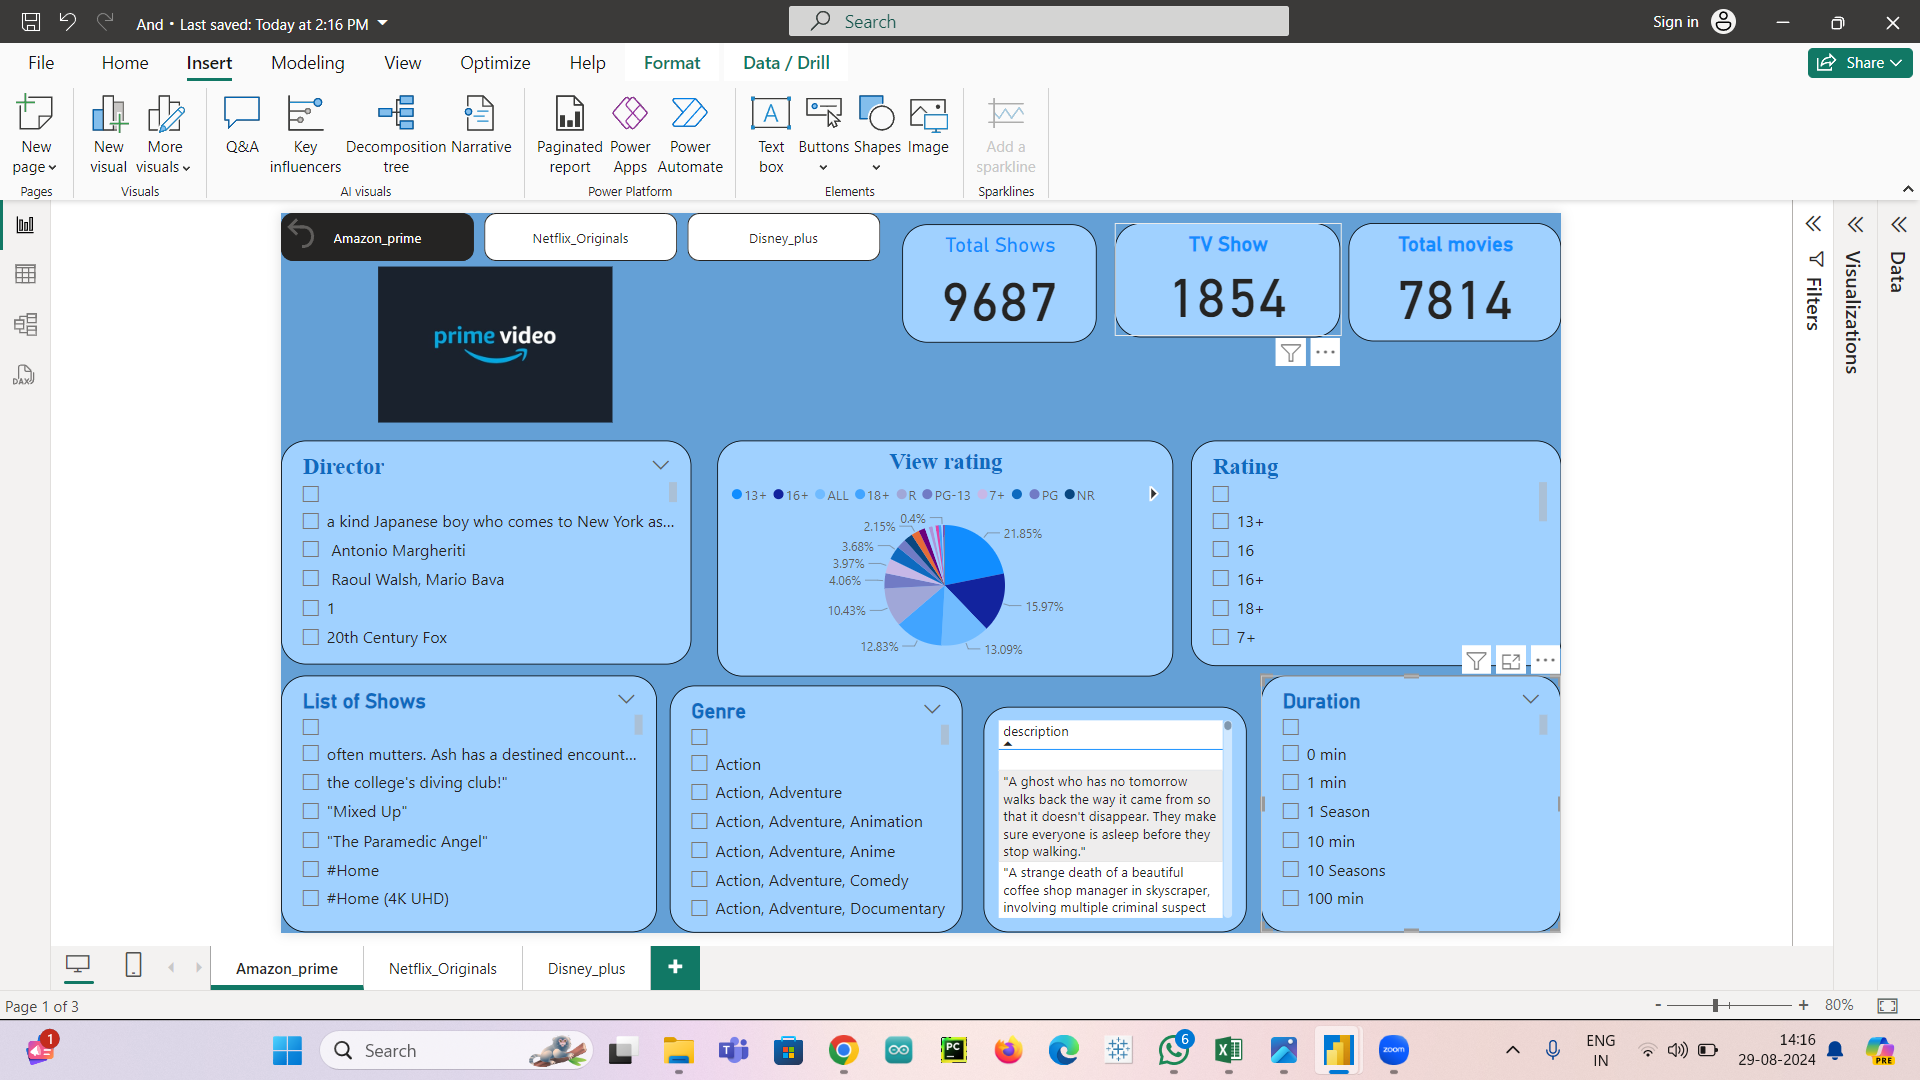 And • Last saved: Today at 2:16 PM
Search
Sign in
File Home Insert Modeling View Optimize Help Format Data / Drill
Share
New page
New visual
More visuals
Q&A
Key influencers
Decomposition tree
Narrative
Paginated report
Power Apps
Power Automate
Text box
Buttons
Shapes
Image
Add a sparkline
Pages
Visuals
AI visuals
Power Platform
Elements
Sparklines
DAX
Amazon_prime
Netflix_Originals
Disney_plus
prime video
Total Shows
9687
TV Show
1854
Total movies
7814
Filters
Visualizations
Data
Director
a kind Japanese boy who comes to New York as...
Antonio Margheriti
Raoul Walsh, Mario Bava
1
20th Century Fox
View rating
13+ 16+ ALL 18+ R PG-13 7+ PG NR
0.4%
2.15%
21.85%
3.68%
3.97%
4.06%
10.43%
15.97%
12.83%
13.09%
Rating
13+
16
16+
18+
7+
List of Shows
often mutters. Ash has a destined encount...
the college's diving club!"
"Mixed Up"
"The Paramedic Angel"
#Home
#Home (4K UHD)
Genre
Action
Action, Adventure
Action, Adventure, Animation
Action, Adventure, Anime
Action, Adventure, Comedy
Action, Adventure, Documentary
description
"A ghost who has no tomorrow
walks back the way it came from so
that it doesn't disappear. They make
sure everyone is asleep before they
stop walking."
"A strange death of a beautiful
coffee shop manager in skyscraper,
involving multiple criminal suspect
Duration
0 min
1 min
1 Season
10 min
10 Seasons
100 min
Amazon_prime
Netflix_Originals
Disney_plus
+
Page 1 of 3
- + 80%
1
Search
T
PC
6
zoom
ENG
IN
14:16
29-08-2024
PRE